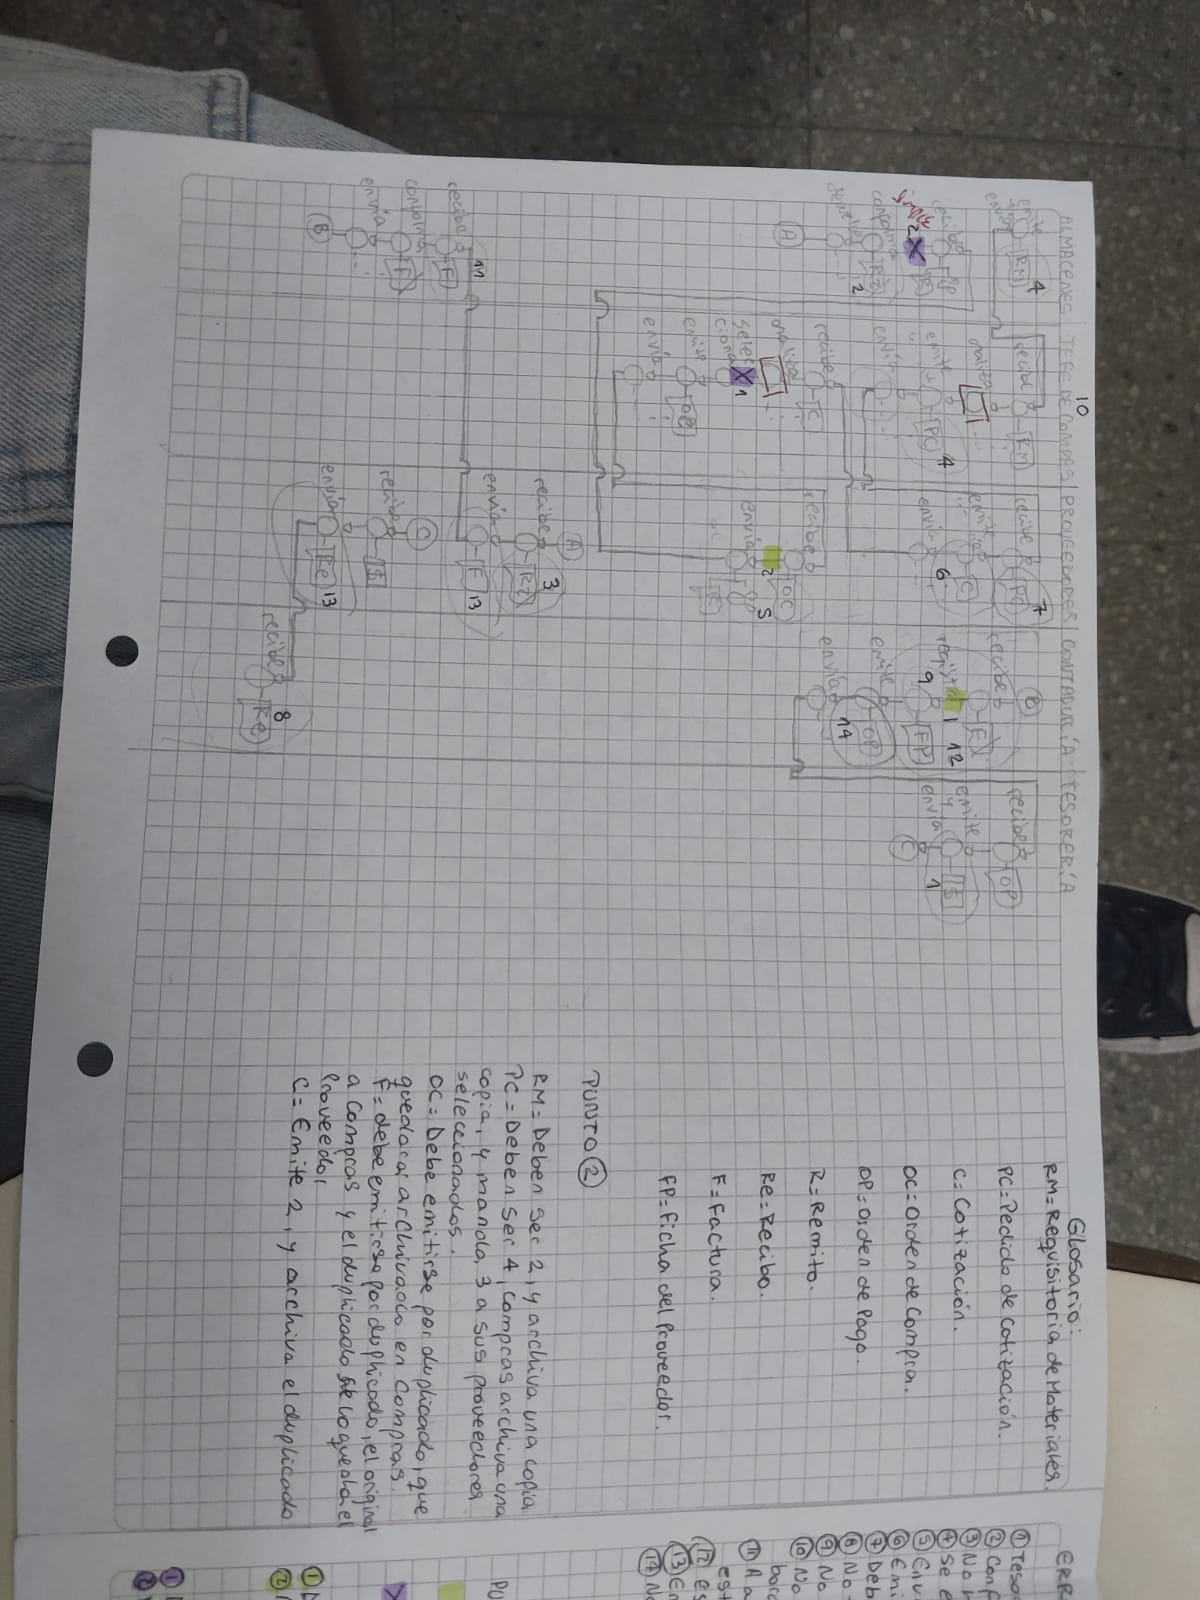 10
ALMACENES | JEFE DE COMPAS | PROVEEDORES | CONTADURÍA | TESORERÍA
emite
y
envía
RM
4
recibe
RM
analiza
emite
PC
4
envía
recibe
PC
7
emite
C
6
envía
B
recibe
F
1 12
registra
9
FP
emite
OP
14
envía
recibe
OP
emite
y
envía
$
1
C
recibe
2
conforma
2
devuelve
A
recibe
C
analiza
selec
ciona
1
emite
OC
envía
recibe
OC
2
5
envía
A
recibe
3
envía
F
13
11
recibe
F
conforma
F
envía
B
C
recibe
$
envía
Re
13
recibe
8
Re
Glosario:
RM=Requisitoria de Materiales.
PC=Pedido de Cotización.
C=Cotización.
OC=Orden de Compra.
OP=Orden de Pago.
R=Remito.
Re=Recibo.
F=Factura.
FP=Ficha del Proveedor.
PUNTO ②
RM=Deben ser 2, y archiva una copia
PC=Deben ser 4, compras archiva una
copia, y manda 3 a sus proveedores
seleccionados.
OC=Debe emitirse por duplicado, que
quedara archivado en Compras.
F=debe emitirse por duplicado, el original
a compras y el duplicado se lo queda el
Proveedor
C=Emite 2, y archiva el duplicado
ERR
① Teso
② Conf
③ No
④ Se e
⑤ Env
⑥ Emi
⑦ Deb
⑧ No
⑨ No
⑩ No
⑪ A a
est
⑫ es
⑬ En
⑭ No
PU
①
②
①
②